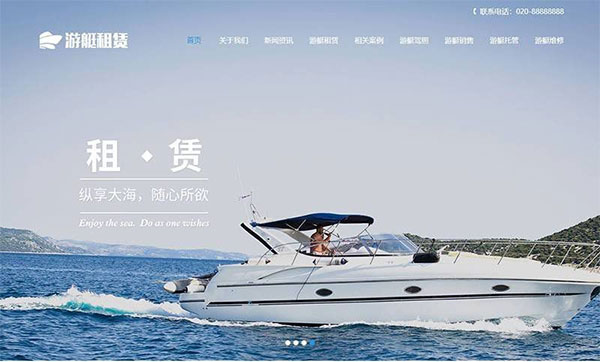 联系电话：020-88888888
游艇租赁
首页 关于我们 新闻资讯 游艇租赁 相关案例 游艇驾照 游艇销售 游艇托管 游艇维修
租·赁
纵享大海，随心所欲
Enjoy the sea. Do as one wishes